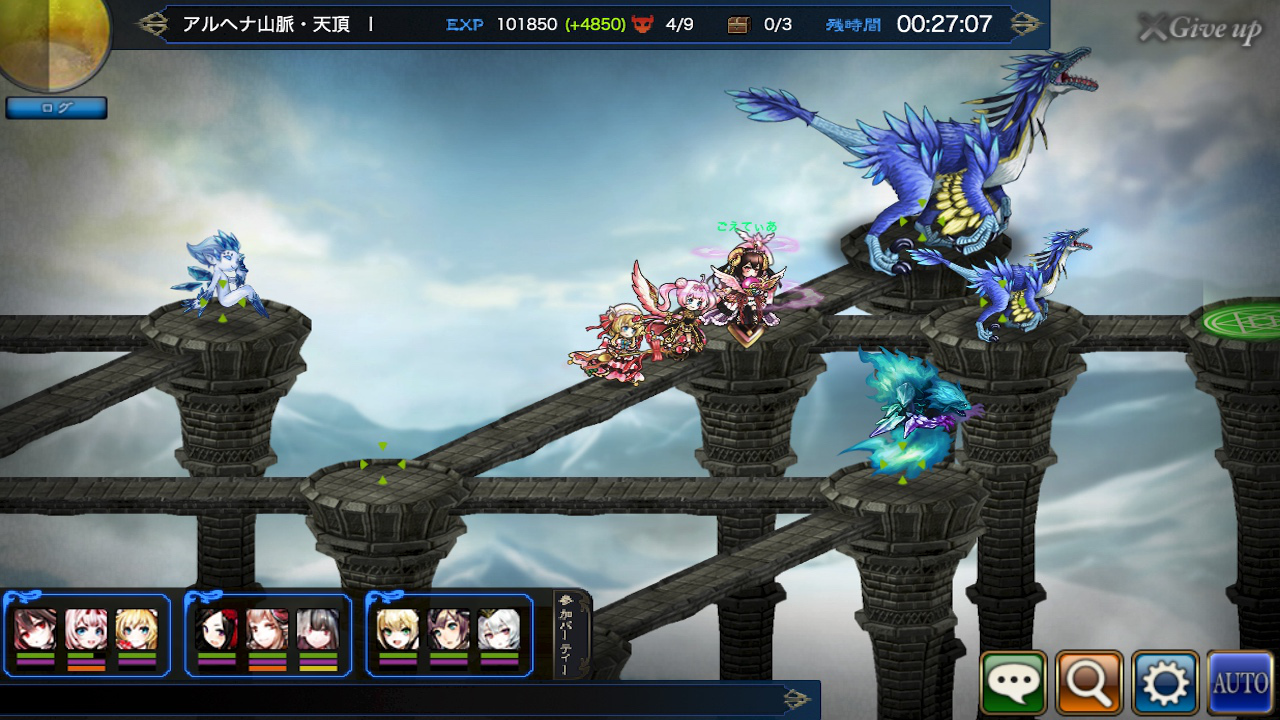 アルヘナ山脈・天頂 Ⅰ EXP 101850 (+4850) 4/9 0/3 残時間 00:27:07
Give up
ログ
ごえてぃあ
参加パーティー
AUTO